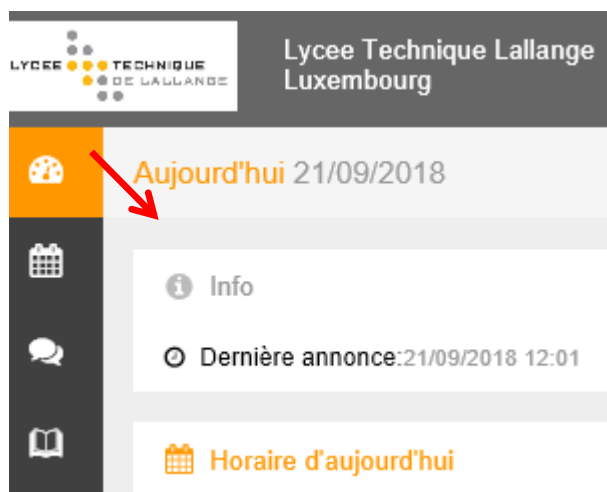 LYCEE TECHNIQUE
DE LALLANGE
Lycee Technique Lallange
Luxembourg
Aujourd'hui 21/09/2018
Info
Dernière annonce:21/09/2018 12:01
Horaire d'aujourd'hui